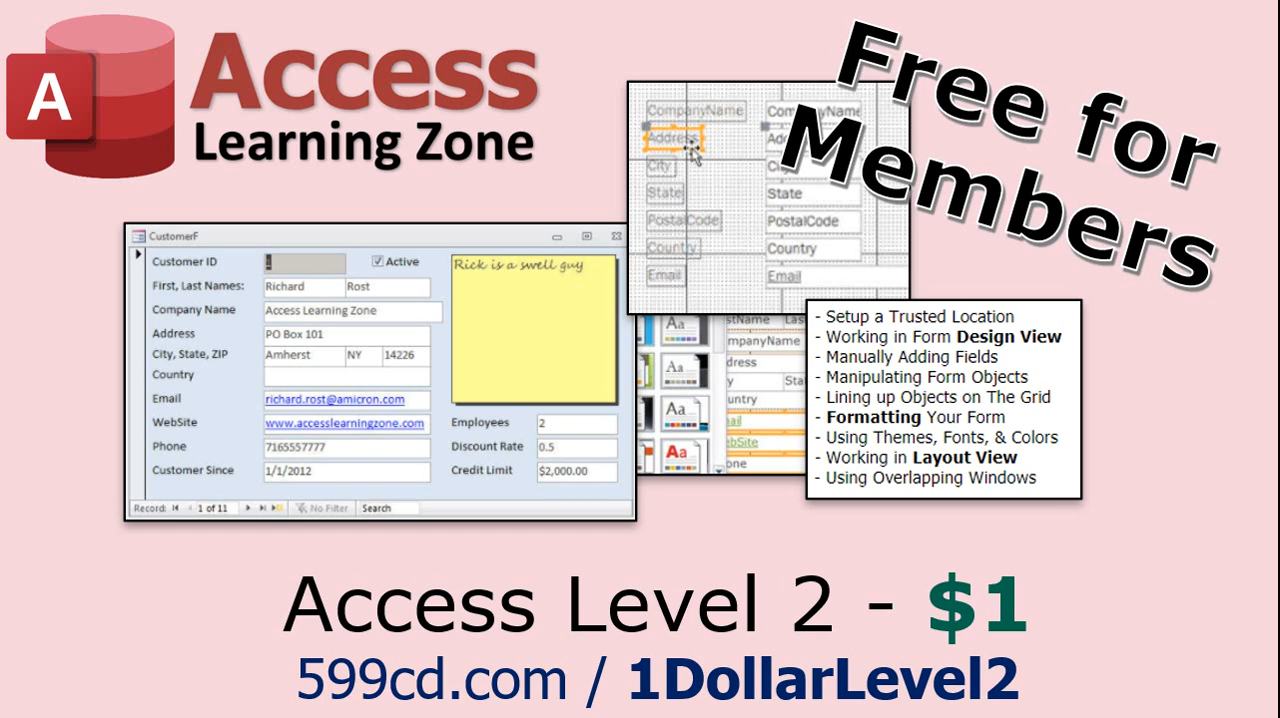 A
Access
Learning Zone
Free for
Members
CompanyName
CompanyName
Address
City
State
State
PostalCode
PostalCode
Country
Country
Email
Email
CustomerF
Customer ID
Active
First, Last Names:
Richard
Rost
Company Name
Access Learning Zone
Address
PO Box 101
City, State, ZIP
Amherst
NY
14226
Country
Email
richard.rost@amicron.com
WebSite
www.accesslearningzone.com
Phone
7165557777
Customer Since
1/1/2012
Rick is a swell guy
Employees
2
Discount Rate
0.5
Credit Limit
$2,000.00
Record:
1 of 11
No Filter
Search
Aa
Aa
Aa
Aa
- Setup a Trusted Location
- Working in Form Design View
- Manually Adding Fields
- Manipulating Form Objects
- Lining up Objects on The Grid
- Formatting Your Form
- Using Themes, Fonts, & Colors
- Working in Layout View
- Using Overlapping Windows
Access Level 2 - $1
599cd.com / 1DollarLevel2